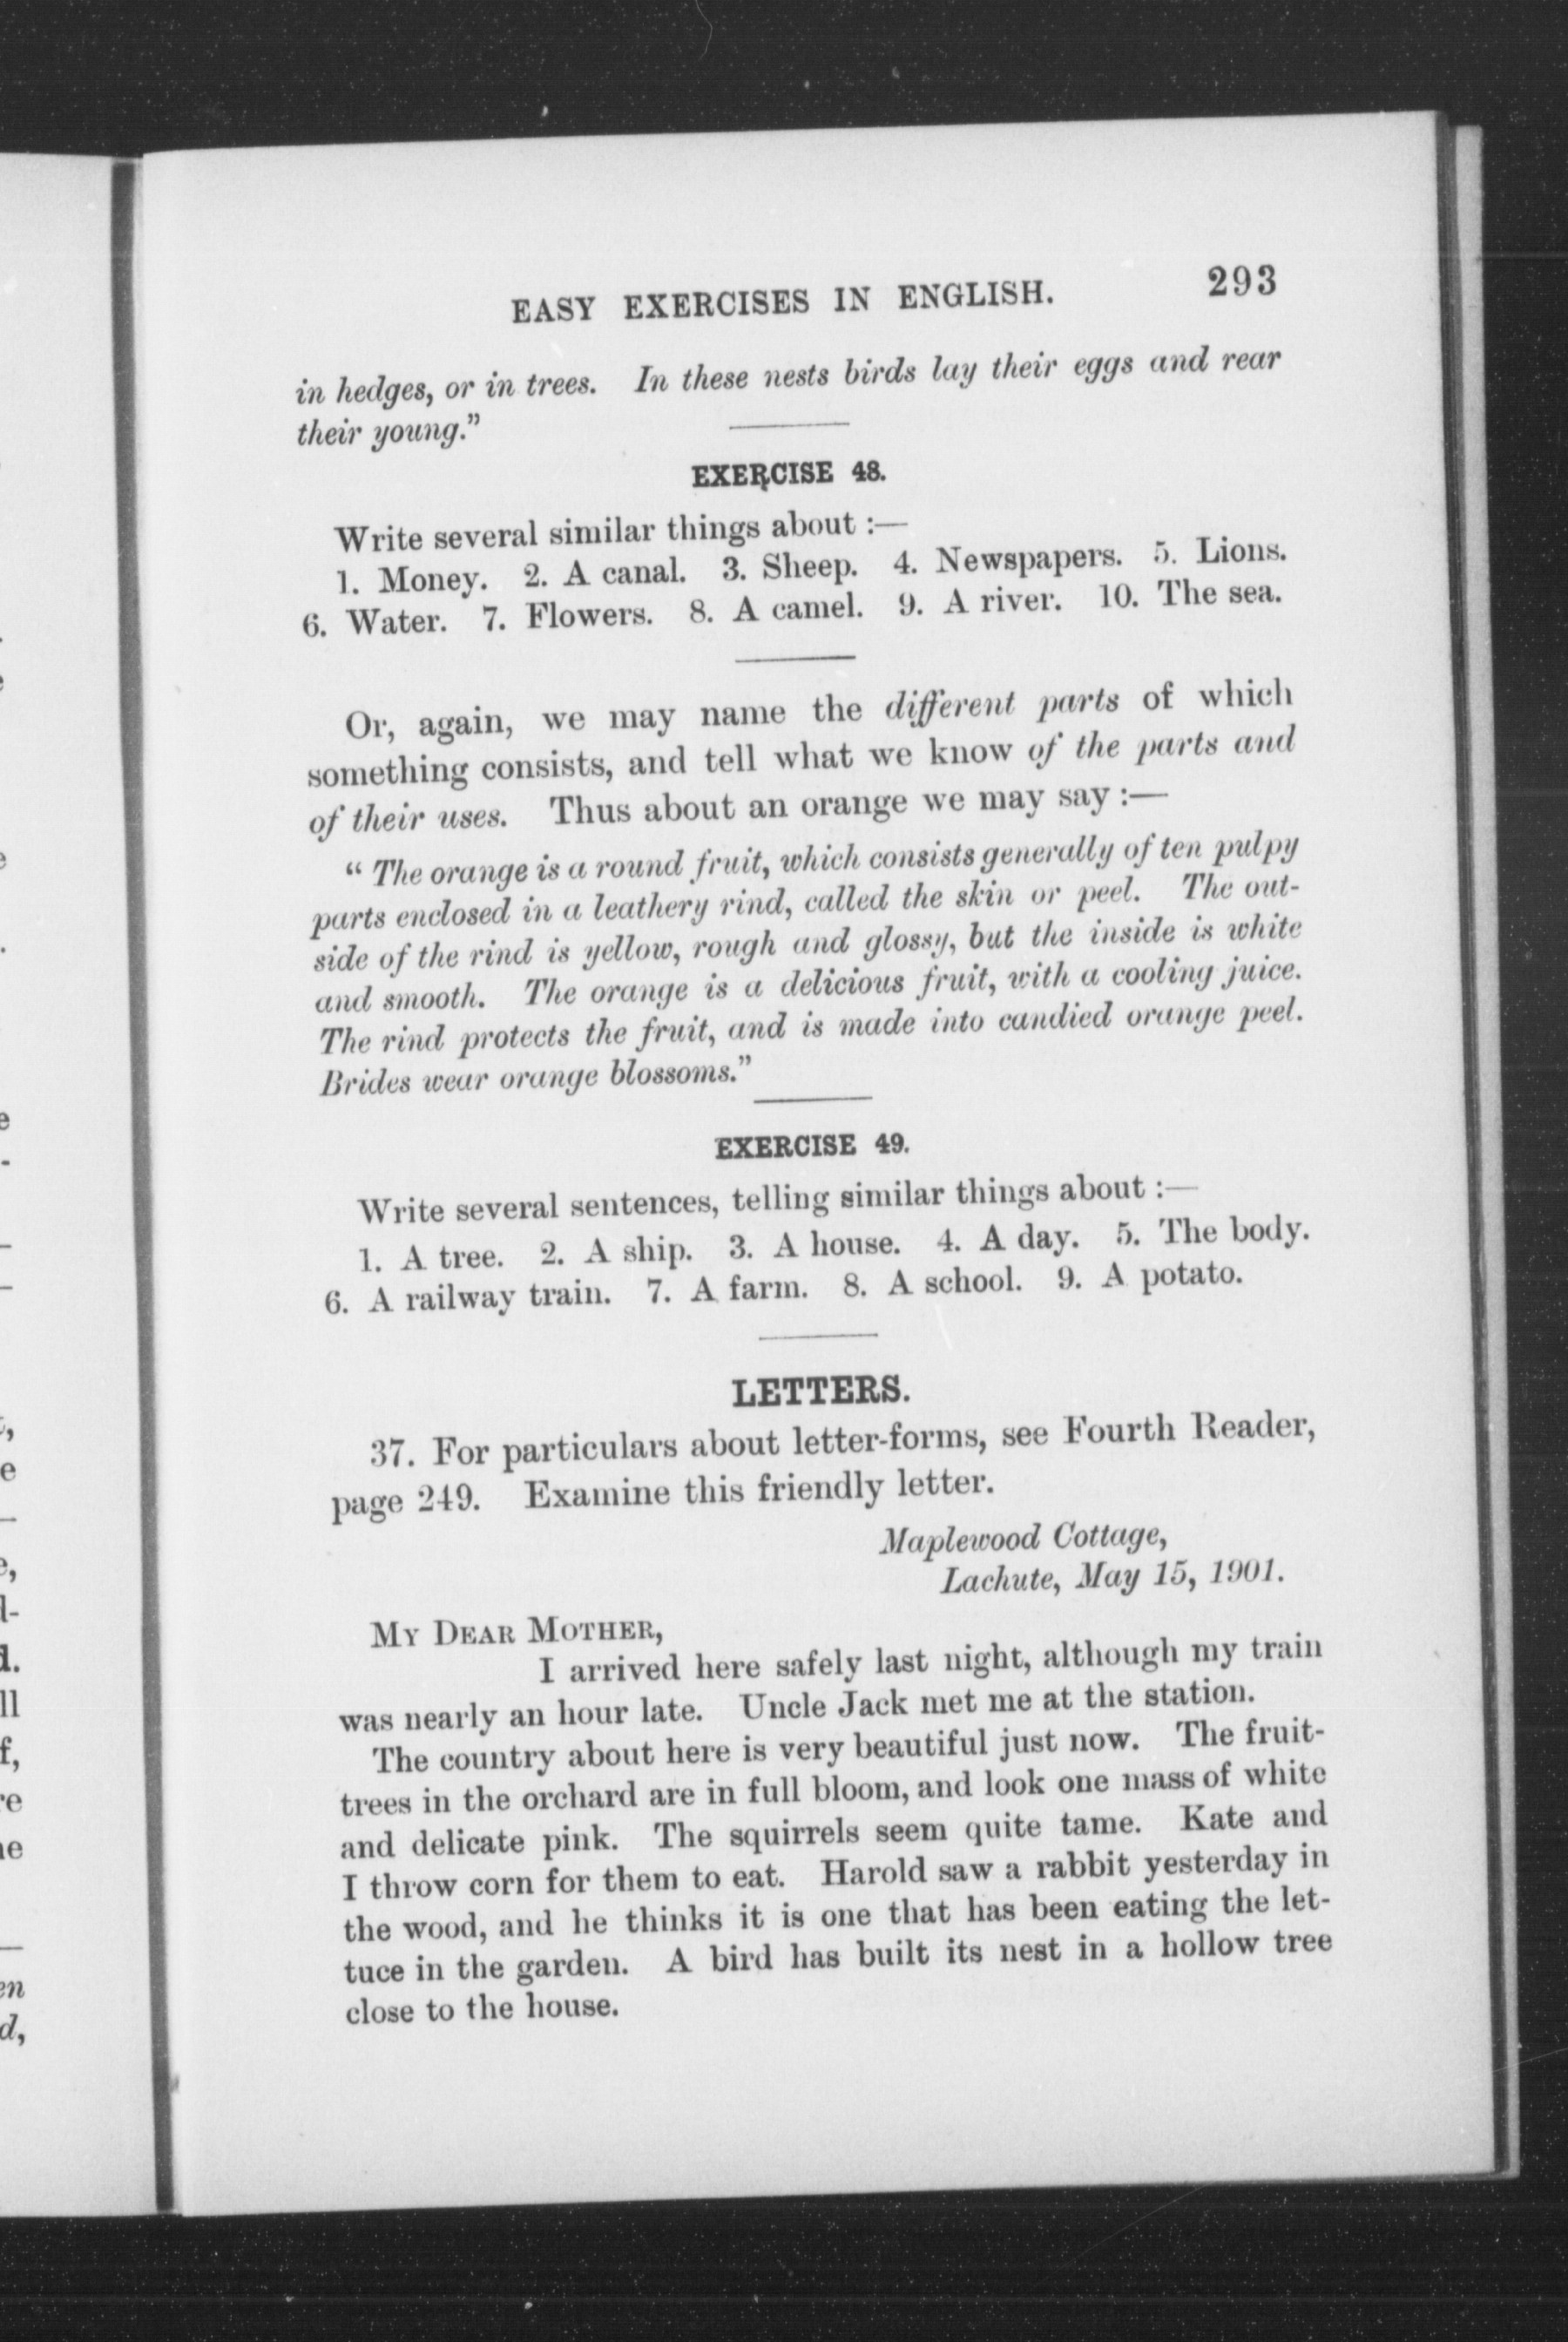 EASY EXERCISES IN ENGLISH. 293
in hedges, or in trees. In these nests birds lay their eggs and rear
their young.”
EXERCISE 48.
Write several similar things about :—
1. Money. 2. A canal. 3. Sheep. 4. Newspapers. 5. Lions.
6. Water. 7. Flowers. 8. A camel. 9. A river. 10. The sea.
Or, again, we may name the different parts of which
something consists, and tell what we know of the parts and
of their uses. Thus about an orange we may say :—
“ The orange is a round fruit, which consists generally of ten pulpy
parts enclosed in a leathery rind, called the skin or peel. The out-
side of the rind is yellow, rough and glossy, but the inside is white
and smooth. The orange is a delicious fruit, with a cooling juice.
The rind protects the fruit, and is made into candied orange peel.
Brides wear orange blossoms.”
EXERCISE 49.
Write several sentences, telling similar things about :—
1. A tree. 2. A ship. 3. A house. 4. A day. 5. The body.
6. A railway train. 7. A farm. 8. A school. 9. A potato.
LETTERS.
37. For particulars about letter-forms, see Fourth Reader,
page 249. Examine this friendly letter.
Maplewood Cottage,
Lachute, May 15, 1901.
MY DEAR MOTHER,
I arrived here safely last night, although my train
was nearly an hour late. Uncle Jack met me at the station.
The country about here is very beautiful just now. The fruit-
trees in the orchard are in full bloom, and look one mass of white
and delicate pink. The squirrels seem quite tame. Kate and
I throw corn for them to eat. Harold saw a rabbit yesterday in
the wood, and he thinks it is one that has been eating the let-
tuce in the garden. A bird has built its nest in a hollow tree
close to the house.